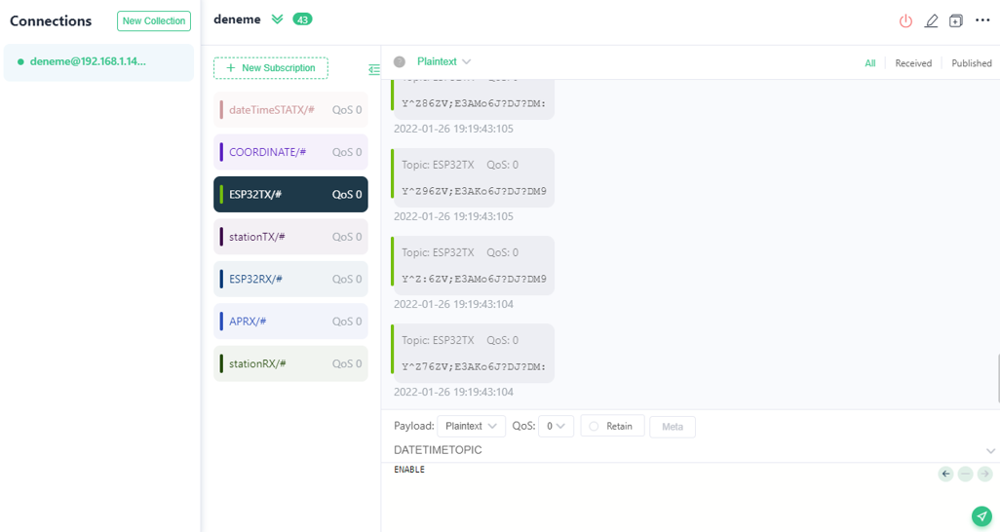 Connections
New Collection
deneme@192.168.1.14...
deneme 43
+ New Subscription
dateTimeSTATX/# QoS 0
COORDINATE/# QoS 0
ESP32TX/# QoS 0
stationTX/# QoS 0
ESP32RX/# QoS 0
APRX/# QoS 0
stationRX/# QoS 0
Plaintext
All Received Published
Topic: ESP32TX QoS: 0
Y^Z86ZV;E3AMo6J?DJ?DM:
2022-01-26 19:19:43:105
Topic: ESP32TX QoS: 0
Y^Z96ZV;E3AKo6J?DJ?DM9
2022-01-26 19:19:43:105
Topic: ESP32TX QoS: 0
Y^Z:6ZV;E3AMo6J?DJ?DM9
2022-01-26 19:19:43:104
Topic: ESP32TX QoS: 0
Y^Z76ZV;E3AKo6J?DJ?DM:
2022-01-26 19:19:43:104
Payload: Plaintext QoS: 0 Retain Meta
DATETIMETOPIC
ENABLE